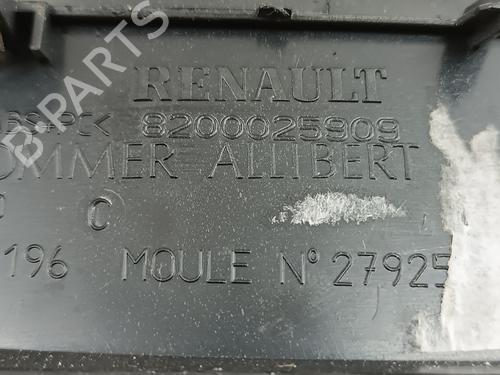 B-PARTS
RENAULT
8200025909
OMMER ALLIBERT
C
196 MOULE N° 27925